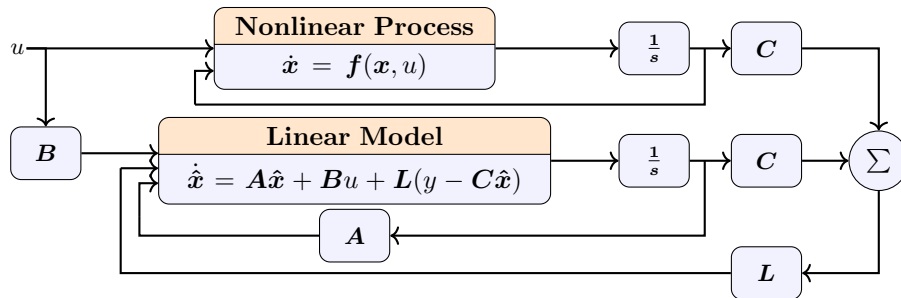 Nonlinear Process
u
ẋ = f(x, u)
1/s
C
Linear Model
B
x̂̇ = Ax̂ + Bu + L(y − Cx̂)
1/s
C
∑
A
L